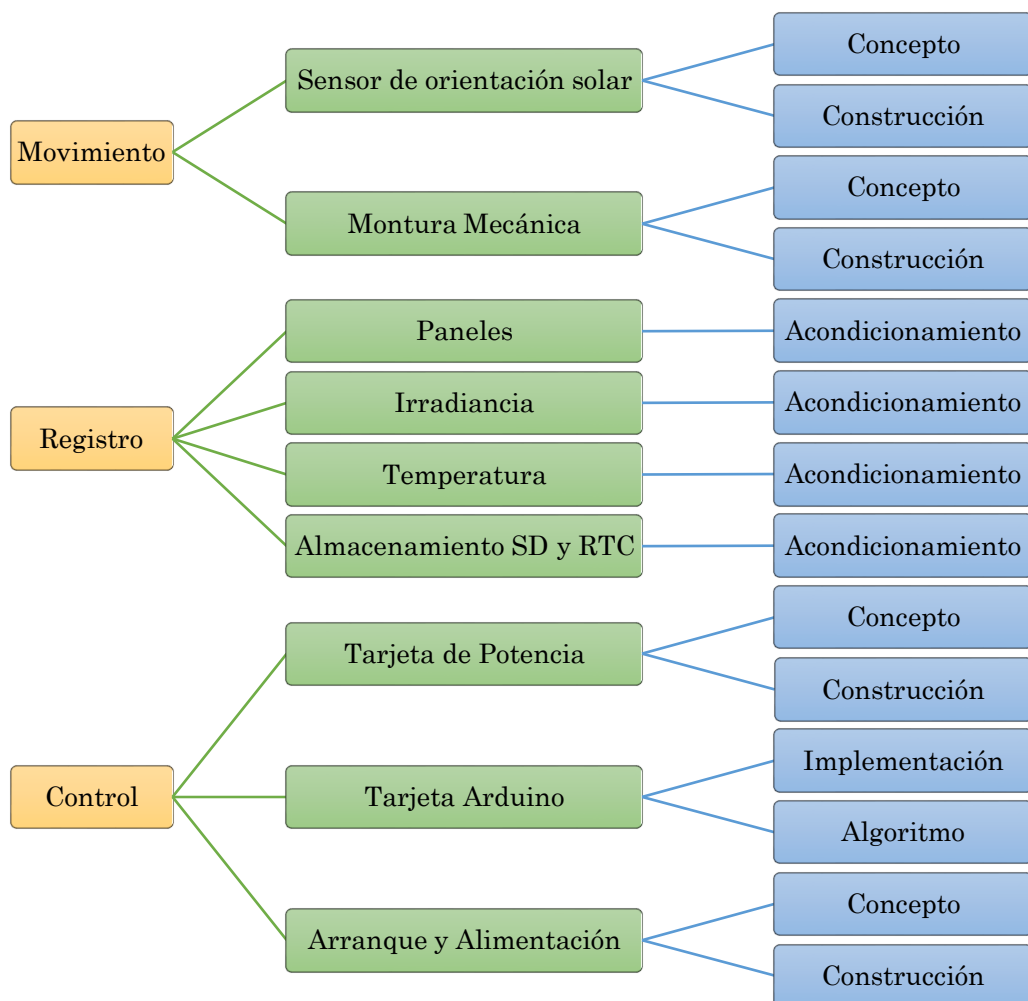 Movimiento
Sensor de orientación solar
Concepto
Construcción
Montura Mecánica
Concepto
Construcción
Registro
Paneles
Acondicionamiento
Irradiancia
Acondicionamiento
Temperatura
Acondicionamiento
Almacenamiento SD y RTC
Acondicionamiento
Control
Tarjeta de Potencia
Concepto
Construcción
Tarjeta Arduino
Implementación
Algoritmo
Arranque y Alimentación
Concepto
Construcción